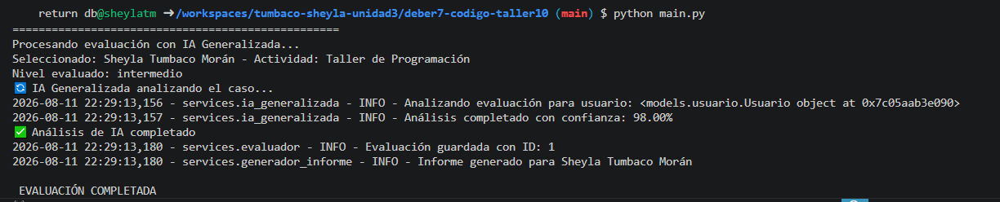 return db@sheylatm ➜/workspaces/tumbaco-sheyla-unidad3/deber7-codigo-taller10 (main) $ python main.py
==================================================
Procesando evaluación con IA Generalizada...
Seleccionado: Sheyla Tumbaco Morán - Actividad: Taller de Programación
Nivel evaluado: intermedio
🔄 IA Generalizada analizando el caso...
2026-08-11 22:29:13,156 - services.ia_generalizada - INFO - Analizando evaluación para usuario: <models.usuario.Usuario object at 0x7c05aab3e090>
2026-08-11 22:29:13,157 - services.ia_generalizada - INFO - Análisis completado con confianza: 98.00%
✅ Análisis de IA completado
2026-08-11 22:29:13,180 - services.evaluador - INFO - Evaluación guardada con ID: 1
2026-08-11 22:29:13,180 - services.generador_informe - INFO - Informe generado para Sheyla Tumbaco Morán
EVALUACIÓN COMPLETADA